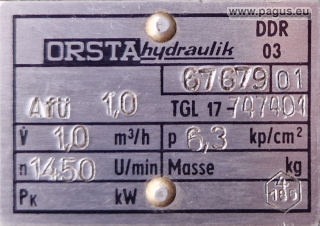 www.pagus.eu
DDR
ORSTA hydraulik 03
67679 01
Afü 1,0 TGL 17-747401
V̇ 1,0 m³/h p 6,3 kp/cm²
n 1450 U/min Masse kg
Pκ kW